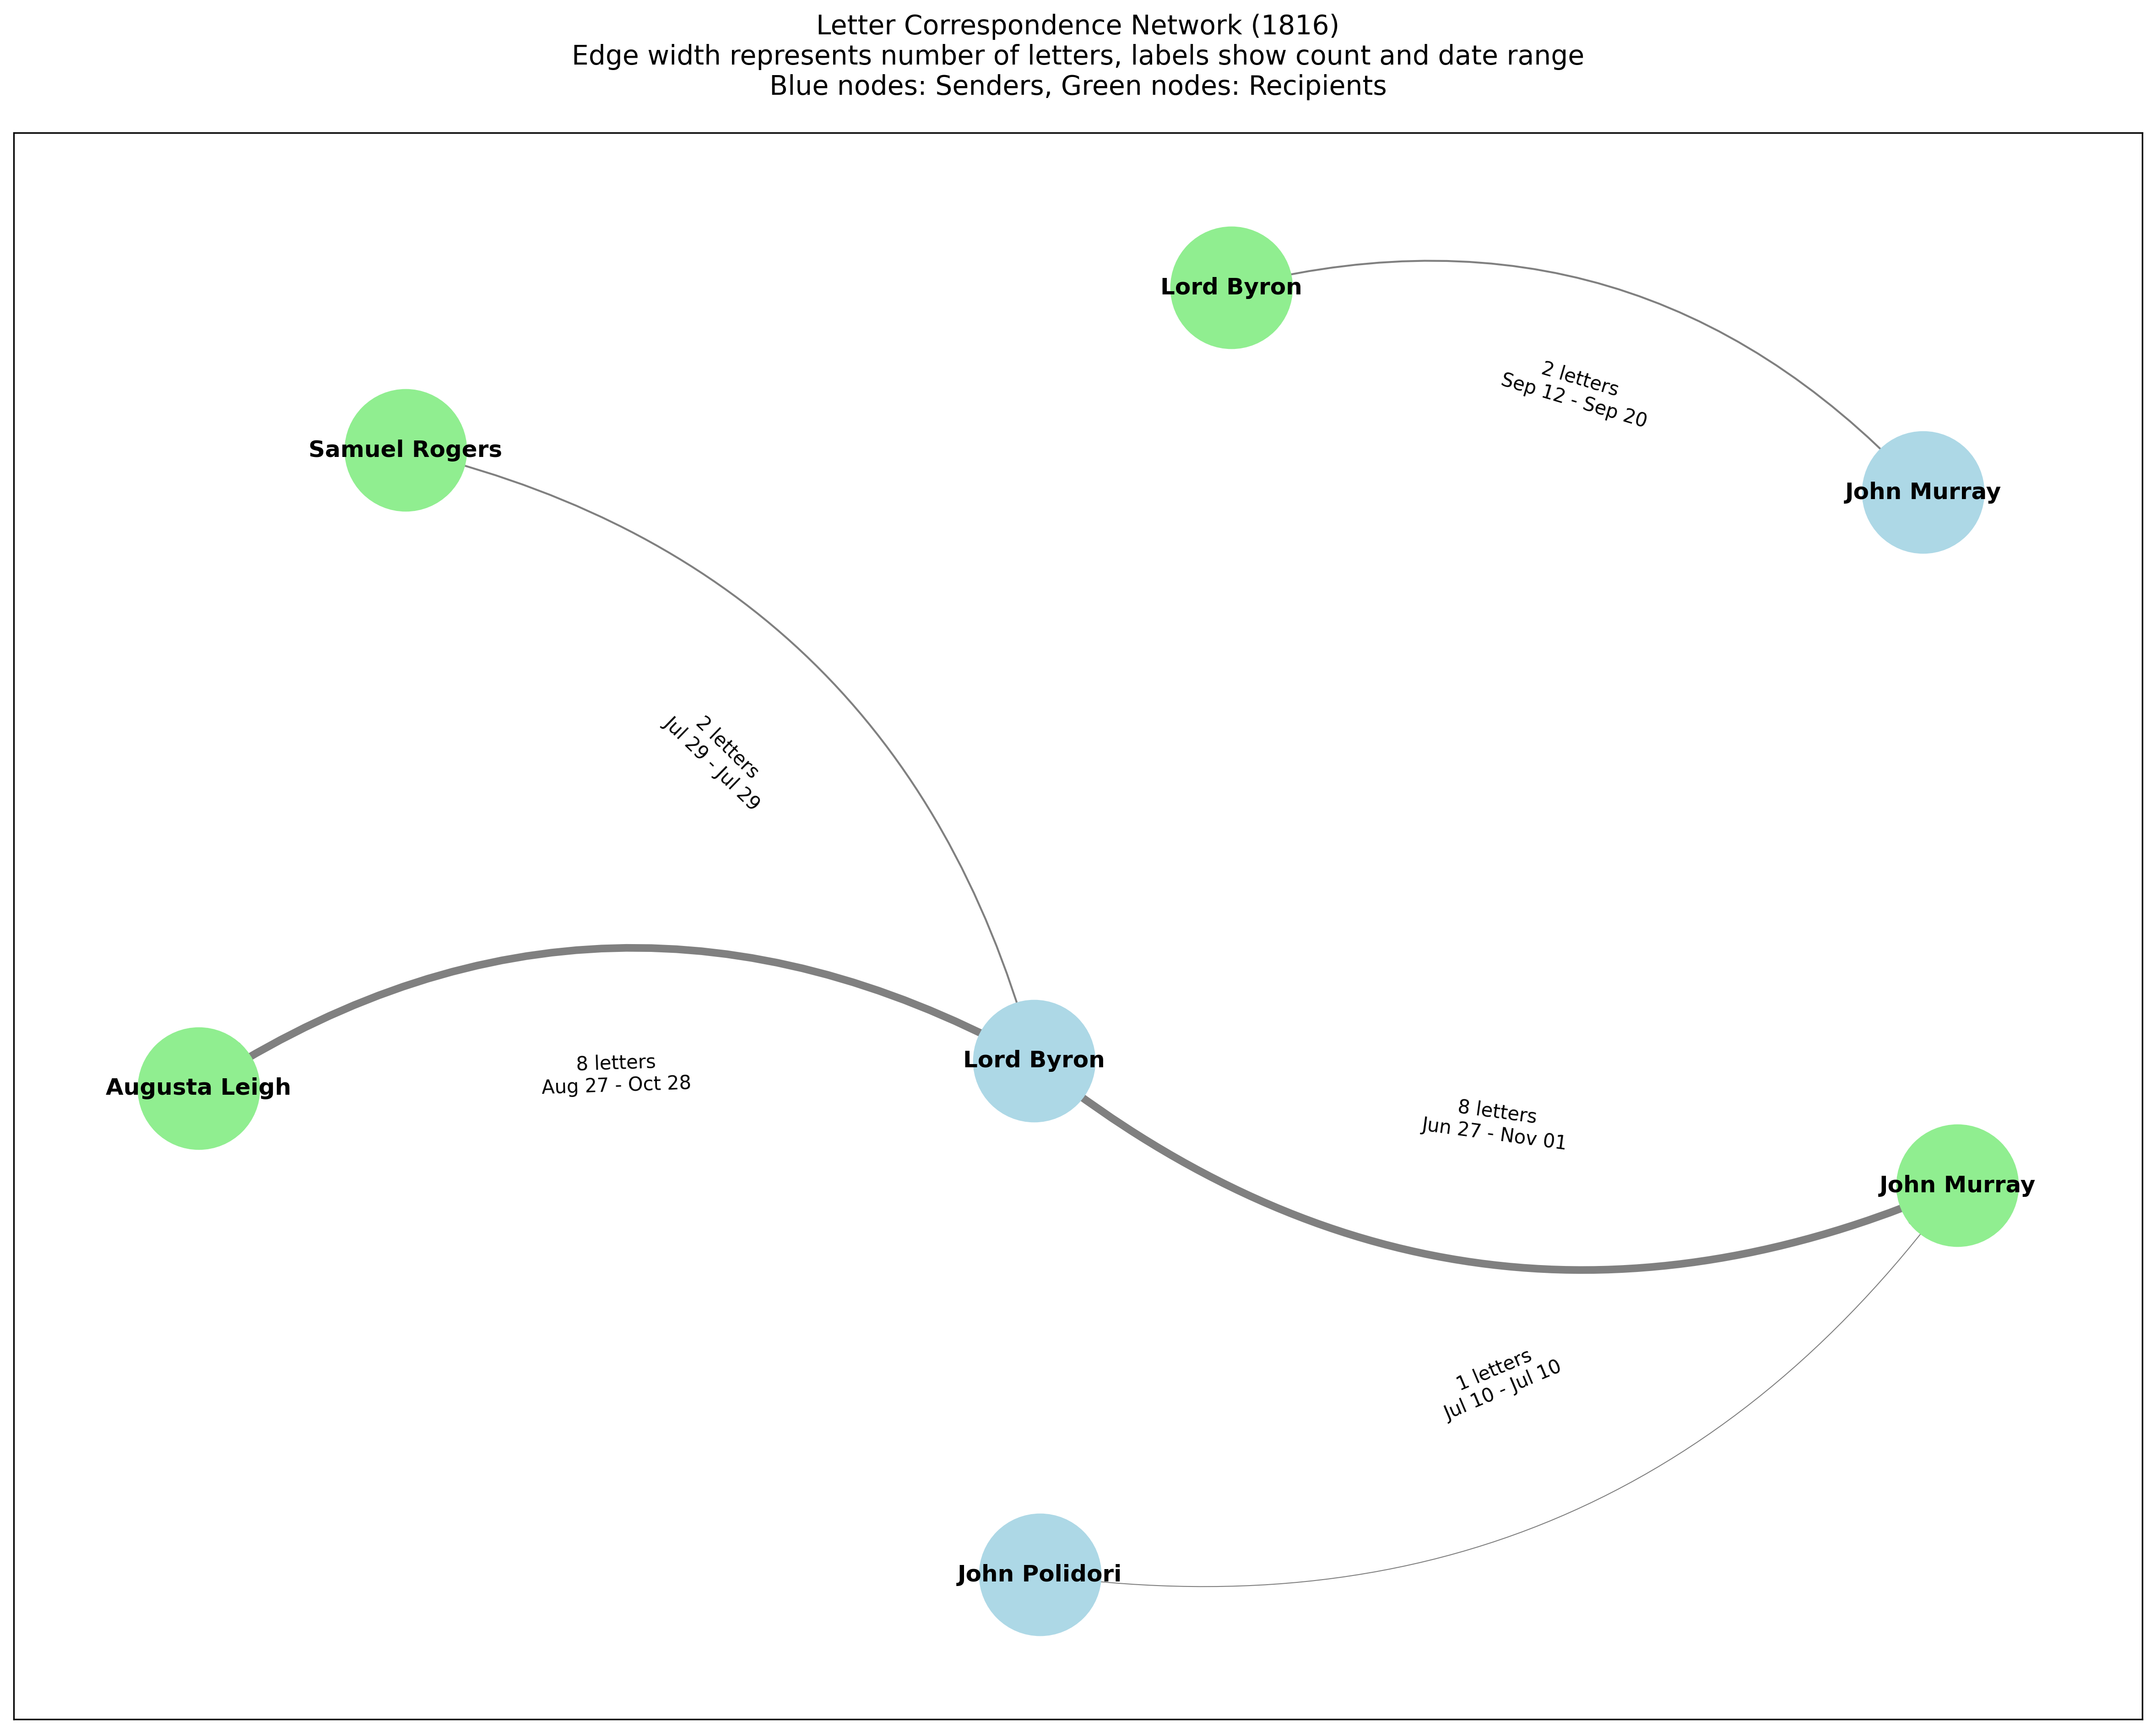 Letter Correspondence Network (1816)
Edge width represents number of letters, labels show count and date range
Blue nodes: Senders, Green nodes: Recipients
Lord Byron
2 letters
Sep 12 - Sep 20
Samuel Rogers
John Murray
2 letters
Jul 29 - Jul 29
Augusta Leigh
8 letters
Aug 27 - Oct 28
Lord Byron
8 letters
Jun 27 - Nov 01
John Murray
1 letters
Jul 10 - Jul 10
John Polidori